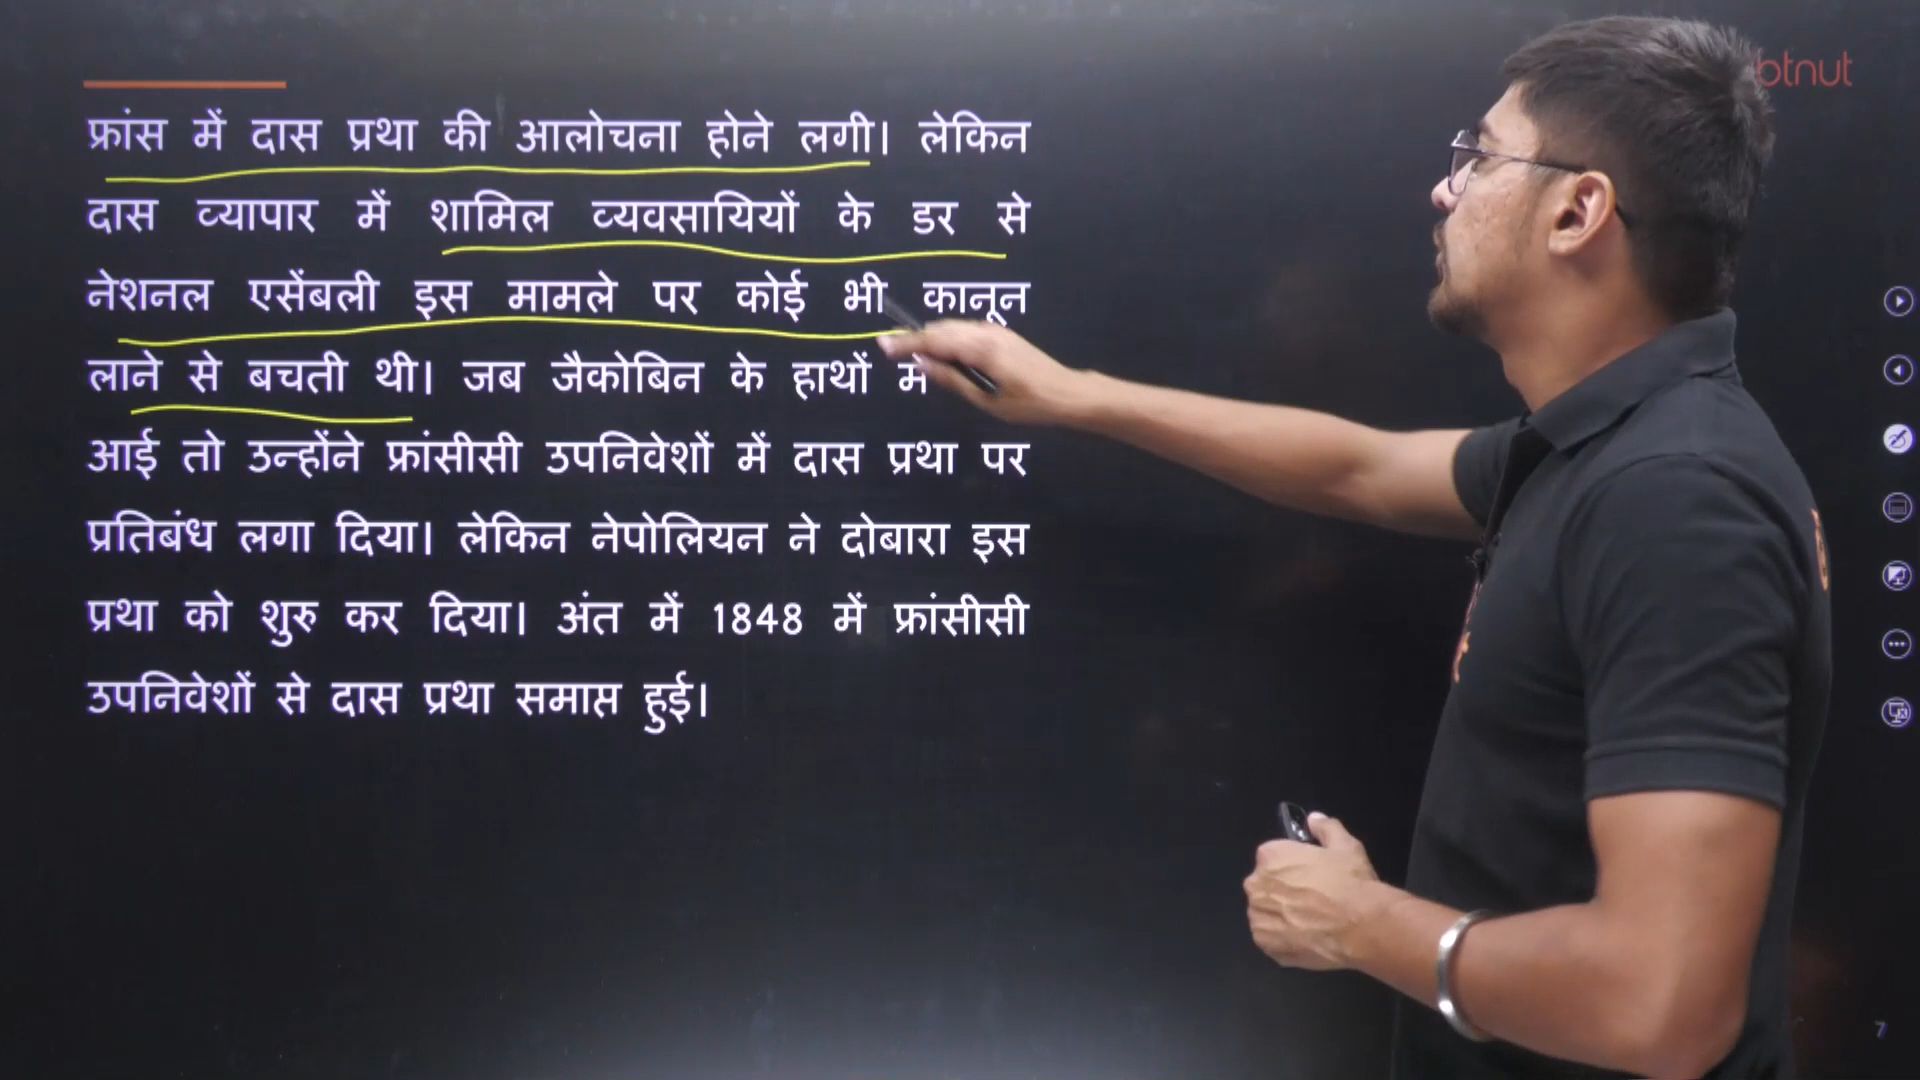 btnut
फ्रांस में दास प्रथा की आलोचना होने लगी। लेकिन
दास व्यापार में शामिल व्यवसायियों के डर से
नेशनल एसेंबली इस मामले पर कोई भी कानून
लाने से बचती थी। जब जैकोबिन के हाथों में
आई तो उन्होंने फ्रांसीसी उपनिवेशों में दास प्रथा पर
प्रतिबंध लगा दिया। लेकिन नेपोलियन ने दोबारा इस
प्रथा को शुरु कर दिया। अंत में 1848 में फ्रांसीसी
उपनिवेशों से दास प्रथा समाप्त हुई।
7